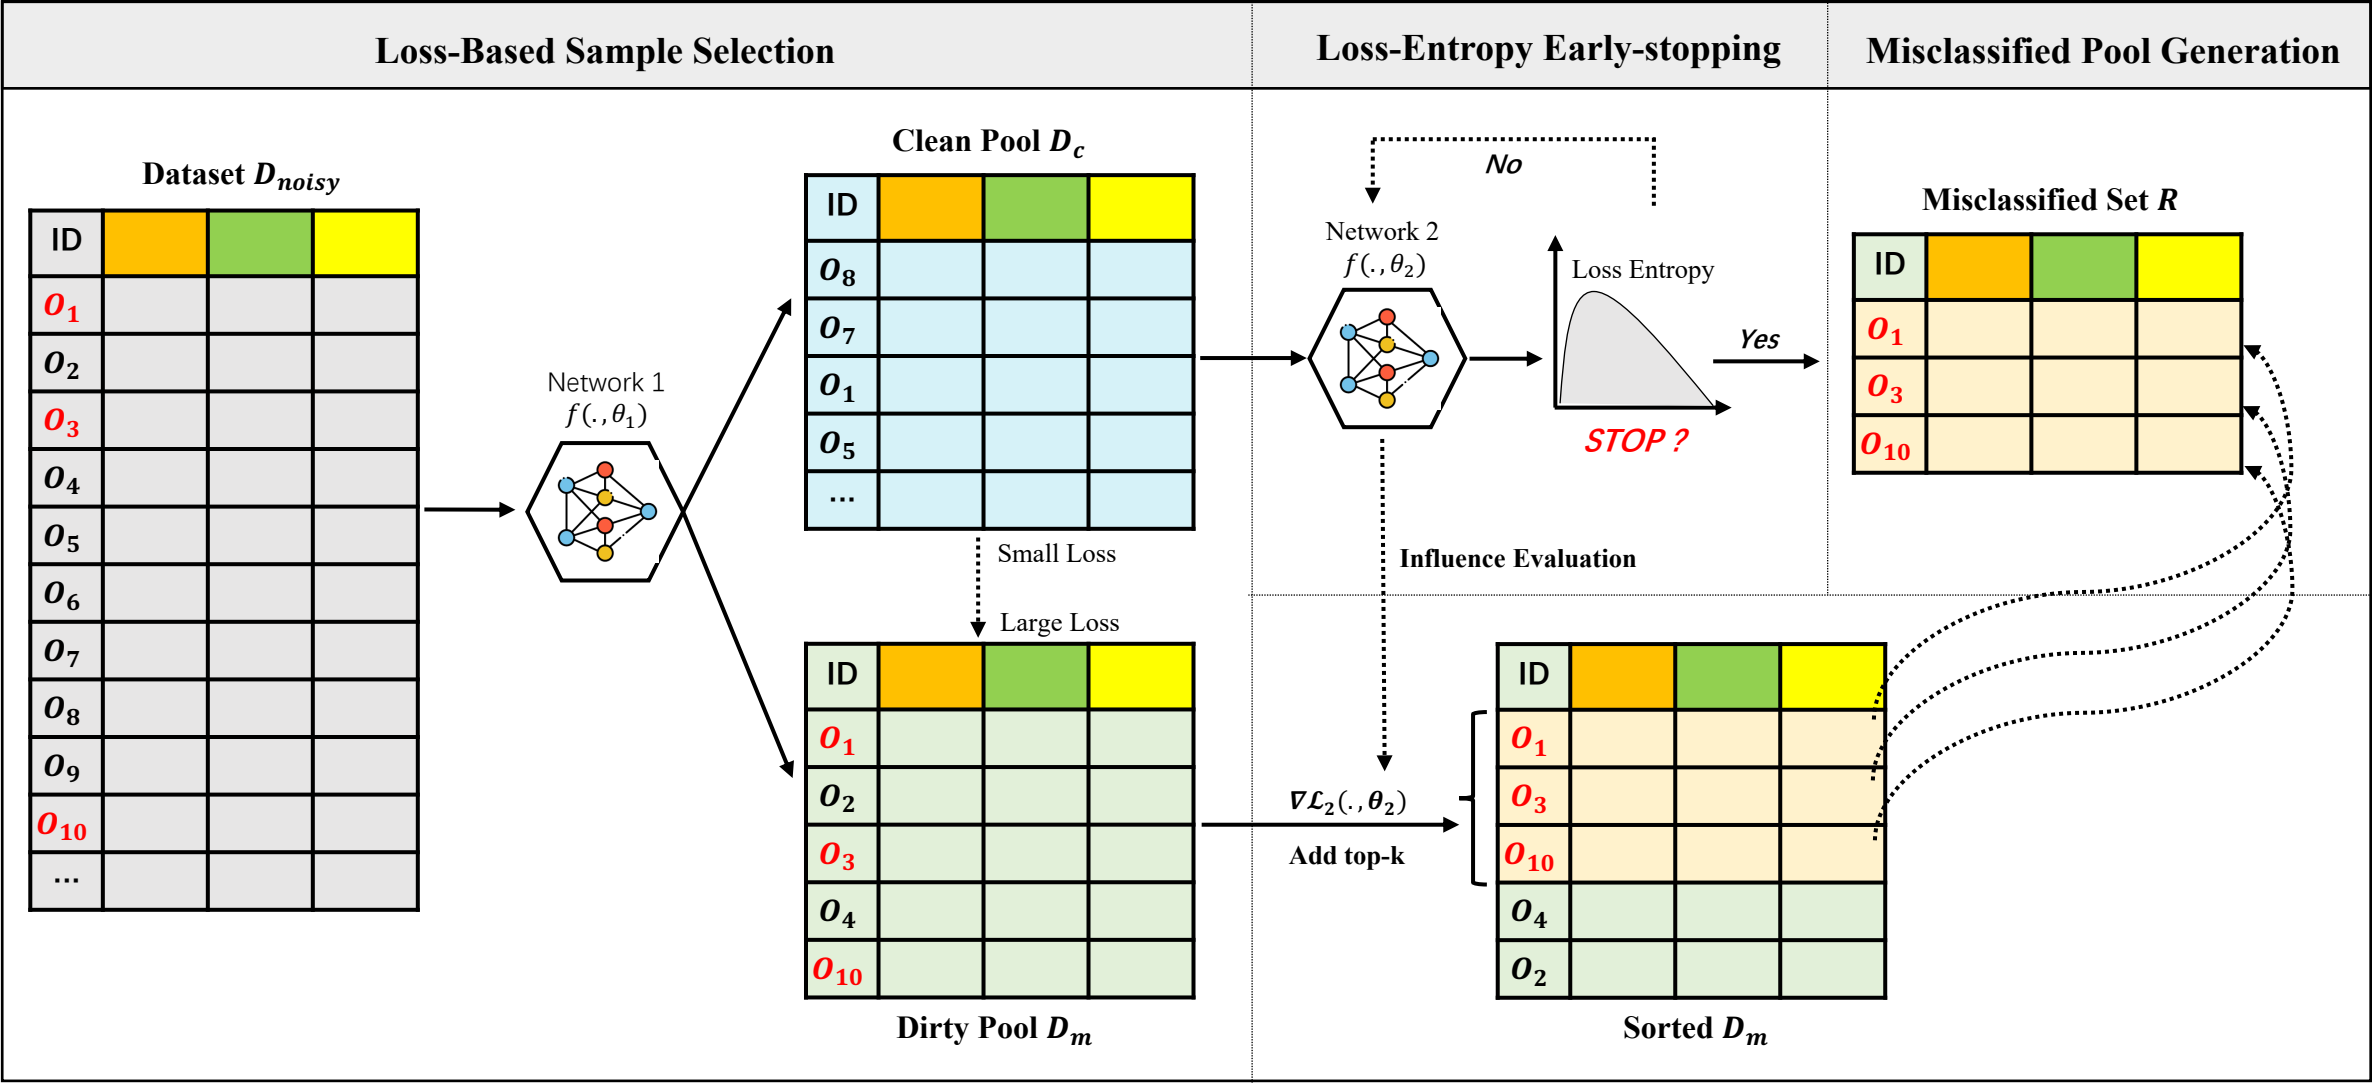 Loss-Based Sample Selection
Loss-Entropy Early-stopping
Misclassified Pool Generation
Dataset D_noisy
ID
O_1
O_2
O_3
O_4
O_5
O_6
O_7
O_8
O_9
O_10
...
Network 1
f(.,θ_1)
Clean Pool D_c
ID
O_8
O_7
O_1
O_5
...
Small Loss
Large Loss
ID
O_1
O_2
O_3
O_4
O_10
Dirty Pool D_m
No
Network 2
f(.,θ_2)
Loss Entropy
STOP ?
Yes
Influence Evaluation
∇ℒ_2(.,θ_2)
Add top-k
ID
O_1
O_3
O_10
O_4
O_2
Sorted D_m
Misclassified Set R
ID
O_1
O_3
O_10